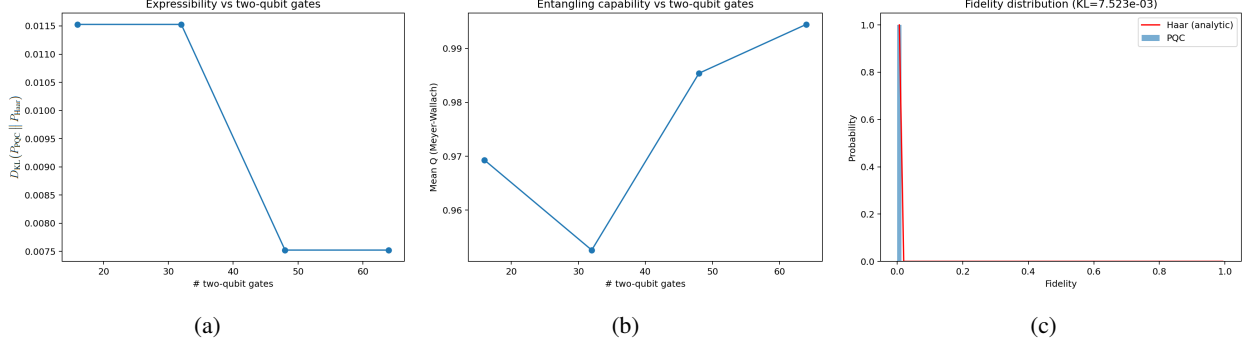 Expressibility vs two-qubit gates
0.0115
0.0110
0.0105
0.0100
0.0095
0.0090
0.0085
0.0080
0.0075
D_KL(P_PQC || P_Haar)
20 30 40 50 60
# two-qubit gates
(a)
Entangling capability vs two-qubit gates
0.99
0.98
0.97
0.96
Mean Q (Meyer-Wallach)
20 30 40 50 60
# two-qubit gates
(b)
Fidelity distribution (KL=7.523e-03)
Haar (analytic)
PQC
1.0
0.8
0.6
0.4
0.2
0.0
Probability
0.0 0.2 0.4 0.6 0.8 1.0
Fidelity
(c)